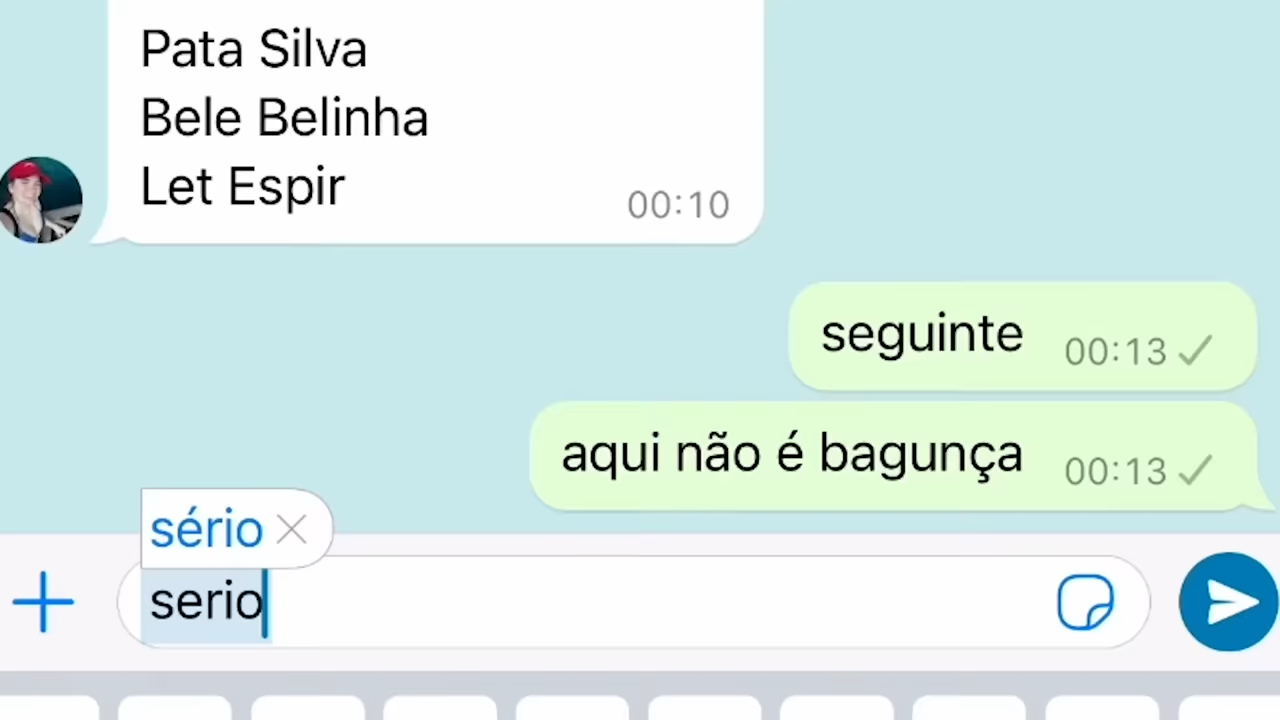 Pata Silva
Bele Belinha
Let Espir
00:10
seguinte 00:13
aqui não é bagunça 00:13
sério
serio